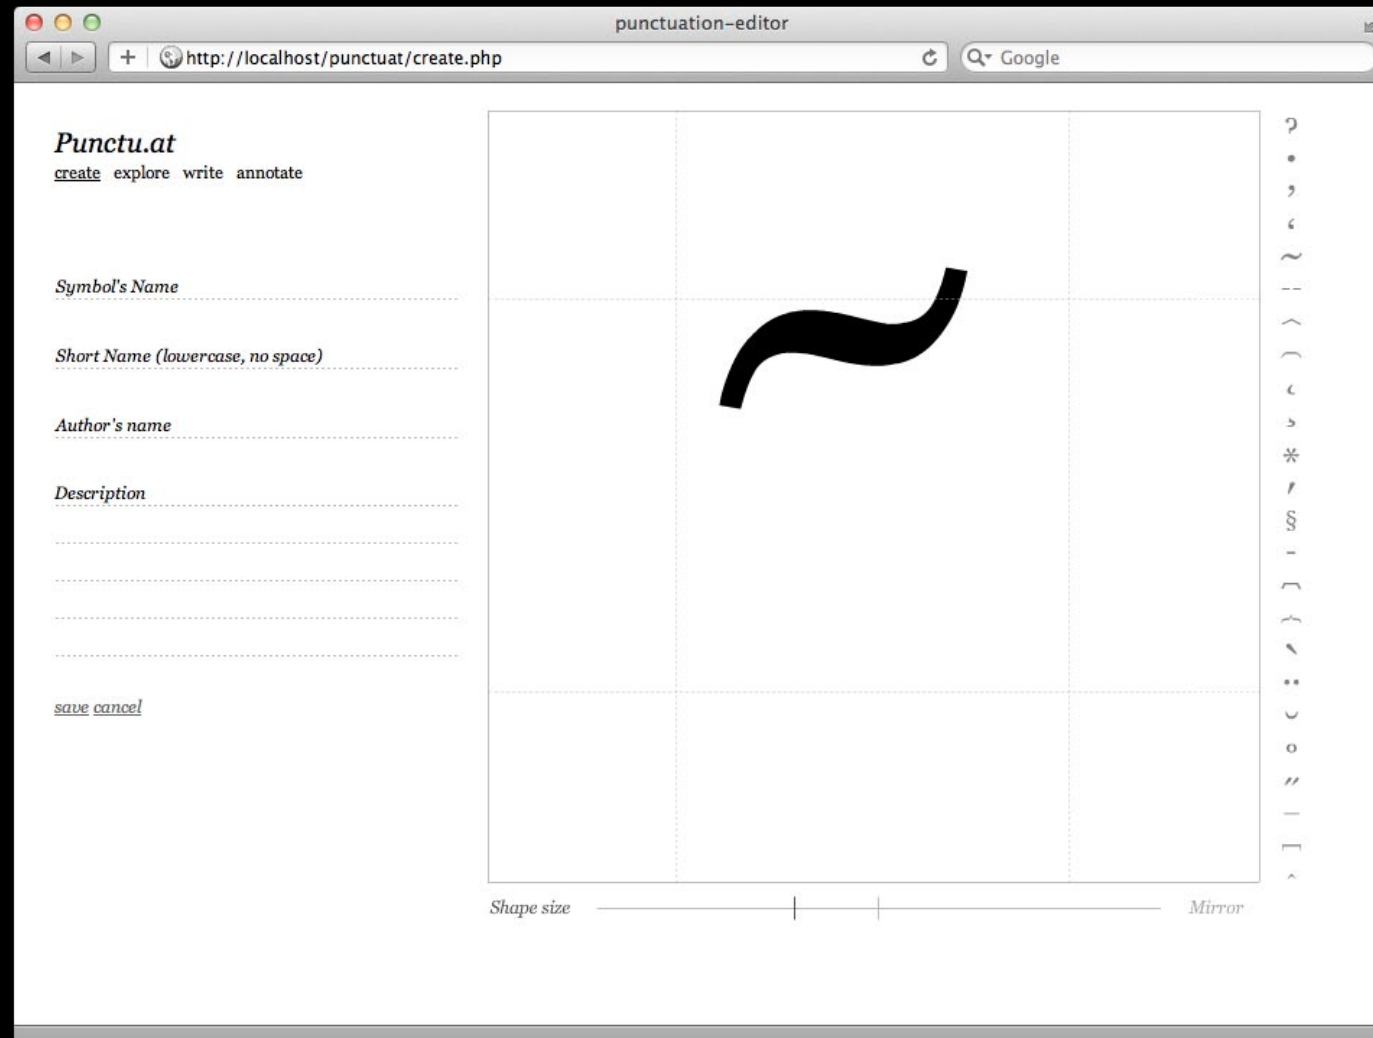 punctuation-editor
http://localhost/punctuat/create.php
Google
Punctu.at
create explore write annotate
Symbol's Name
Short Name (lowercase, no space)
Author's name
Description
save cancel
?
•
,
‘
~
--
*
§
-
o
"
—
^
Shape size
Mirror